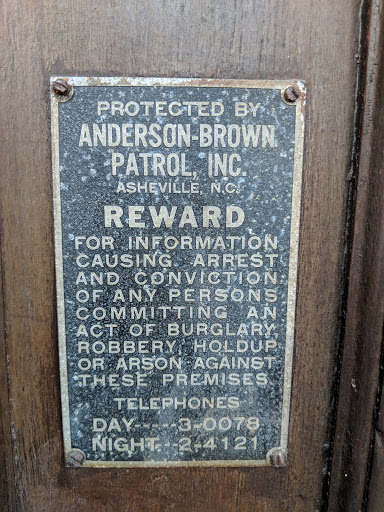 PROTECTED BY
ANDERSON-BROWN
PATROL, INC.
ASHEVILLE, N.C.
REWARD
FOR INFORMATION
CAUSING ARREST
AND CONVICTION
OF ANY PERSONS
COMMITTING AN
ACT OF BURGLARY,
ROBBERY, HOLDUP
OR ARSON AGAINST
THESE PREMISES
TELEPHONES
DAY-----3-0078
NIGHT--2-4121